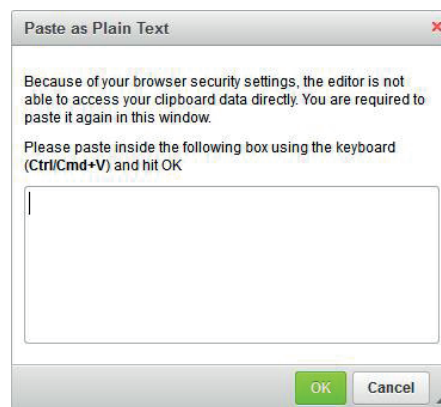 Paste as Plain Text
Because of your browser security settings, the editor is not
able to access your clipboard data directly. You are required to
paste it again in this window.
Please paste inside the following box using the keyboard
(Ctrl/Cmd+V) and hit OK
OK
Cancel